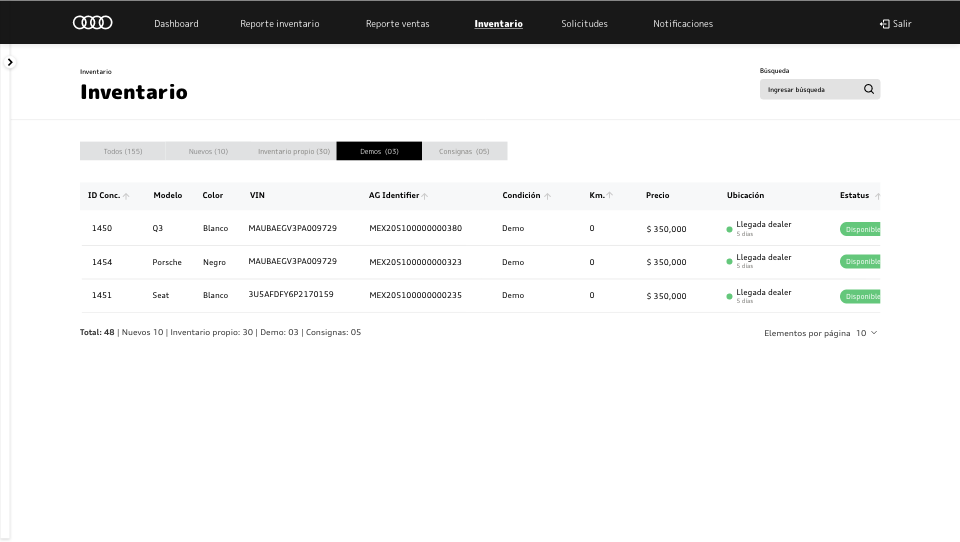 Dashboard Reporte inventario Reporte ventas Inventario Solicitudes Notificaciones Salir
Inventario
Inventario
Búsqueda
Ingresar búsqueda
Todos (155) Nuevos (10) Inventario propio (30) Demos (03) Consignas (05)
ID Conc. Modelo Color VIN AG Identifier Condición Km. Precio Ubicación Estatus
1450 Q3 Blanco MAUBAEGV3PA009729 MEX205100000000380 Demo 0 $ 350,000 Llegada dealer Disponible
5 días
1454 Porsche Negro MAUBAEGV3PA009729 MEX205100000000323 Demo 0 $ 350,000 Llegada dealer Disponible
5 días
1451 Seat Blanco 3U5AFDFY6P2170159 MEX205100000000235 Demo 0 $ 350,000 Llegada dealer Disponible
5 días
Total: 48 | Nuevos 10 | Inventario propio: 30 | Demo: 03 | Consignas: 05
Elementos por página 10